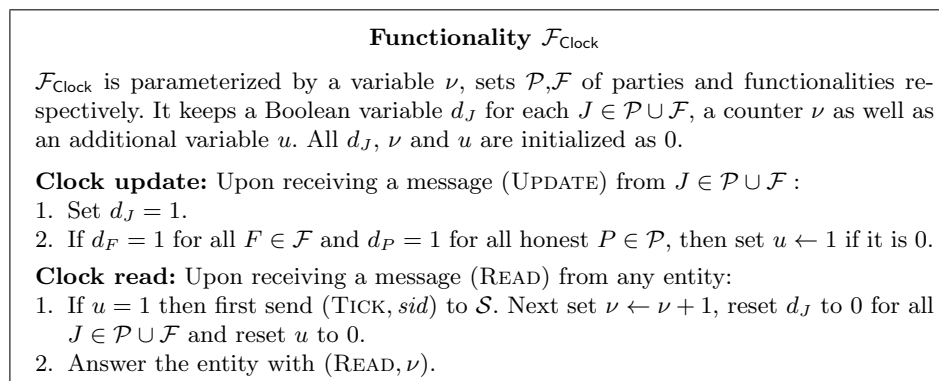 Functionality 𝓕Clock
𝓕Clock is parameterized by a variable ν, sets 𝒫,𝓕 of parties and functionalities re-
spectively. It keeps a Boolean variable d_J for each J ∈ 𝒫 ∪ 𝓕, a counter ν as well as
an additional variable u. All d_J, ν and u are initialized as 0.
Clock update: Upon receiving a message (UPDATE) from J ∈ 𝒫 ∪ 𝓕 :
1. Set d_J = 1.
2. If d_F = 1 for all F ∈ 𝓕 and d_P = 1 for all honest P ∈ 𝒫, then set u ← 1 if it is 0.
Clock read: Upon receiving a message (READ) from any entity:
1. If u = 1 then first send (TICK, sid) to 𝒮. Next set ν ← ν + 1, reset d_J to 0 for all
J ∈ 𝒫 ∪ 𝓕 and reset u to 0.
2. Answer the entity with (READ, ν).